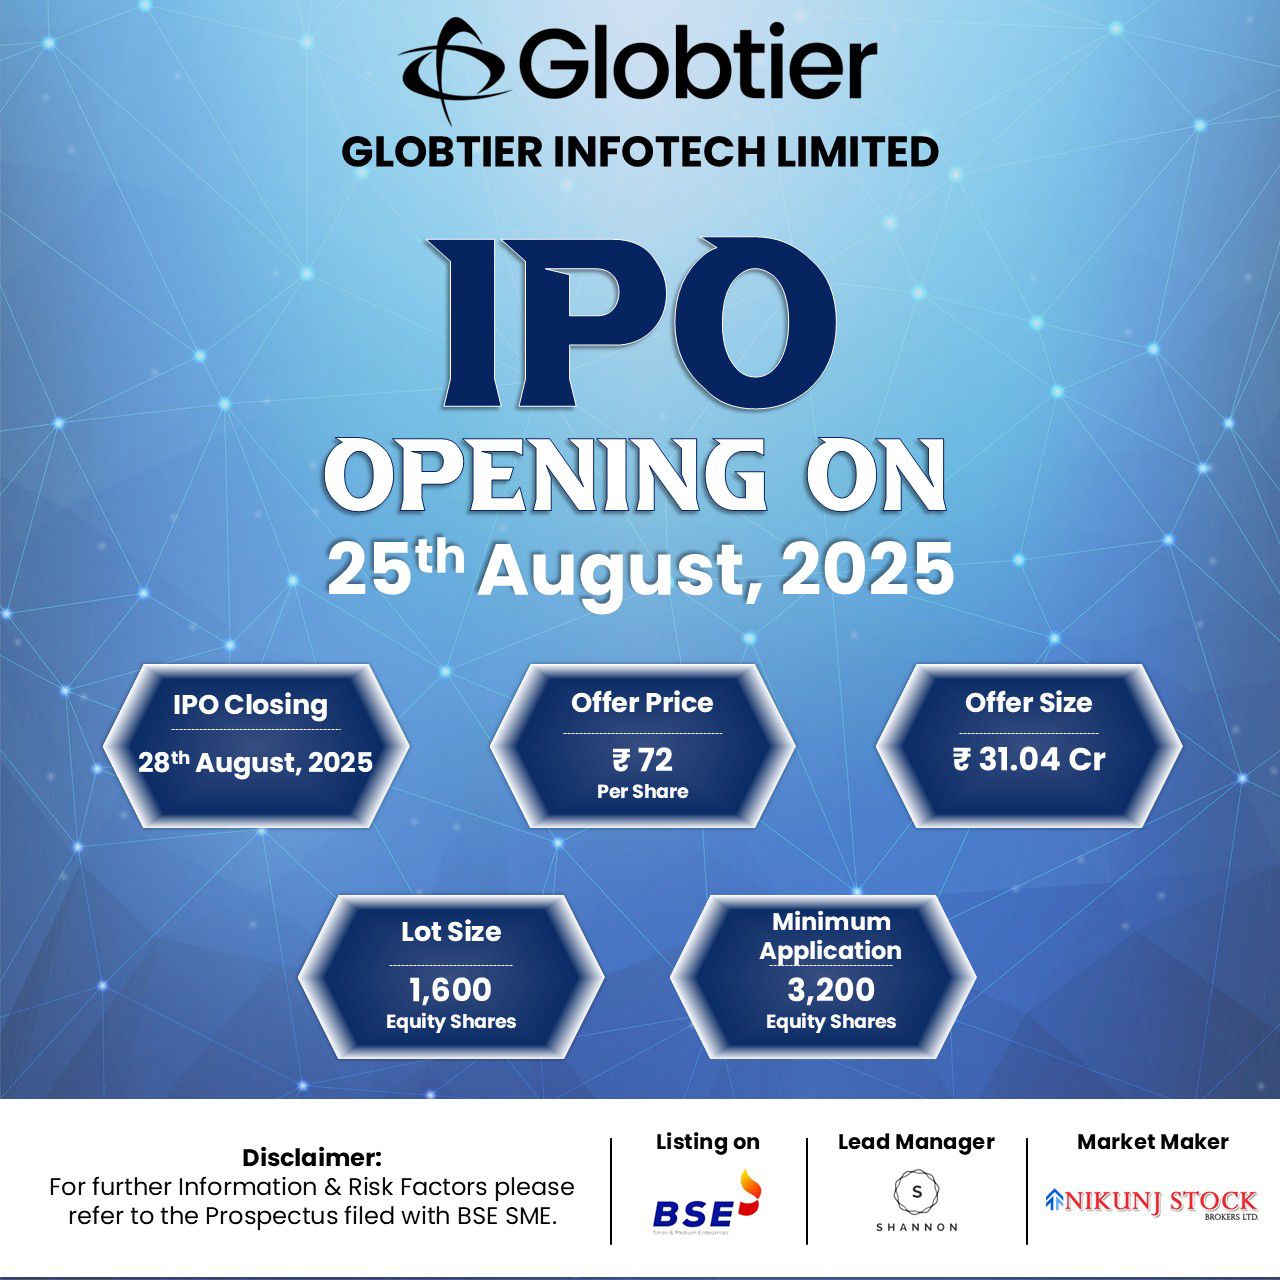 Globtier
GLOBTIER INFOTECH LIMITED
IPO
OPENING ON
25th August, 2025
IPO Closing
28th August, 2025
Offer Price
₹ 72
Per Share
Offer Size
₹ 31.04 Cr
Lot Size
1,600
Equity Shares
Minimum
Application
3,200
Equity Shares
Disclaimer:
For further Information & Risk Factors please
refer to the Prospectus filed with BSE SME.
Listing on
BSE
Small & Medium Enterprises
Lead Manager
S
SHANNON
Market Maker
NIKUNJ STOCK
BROKERS LTD.